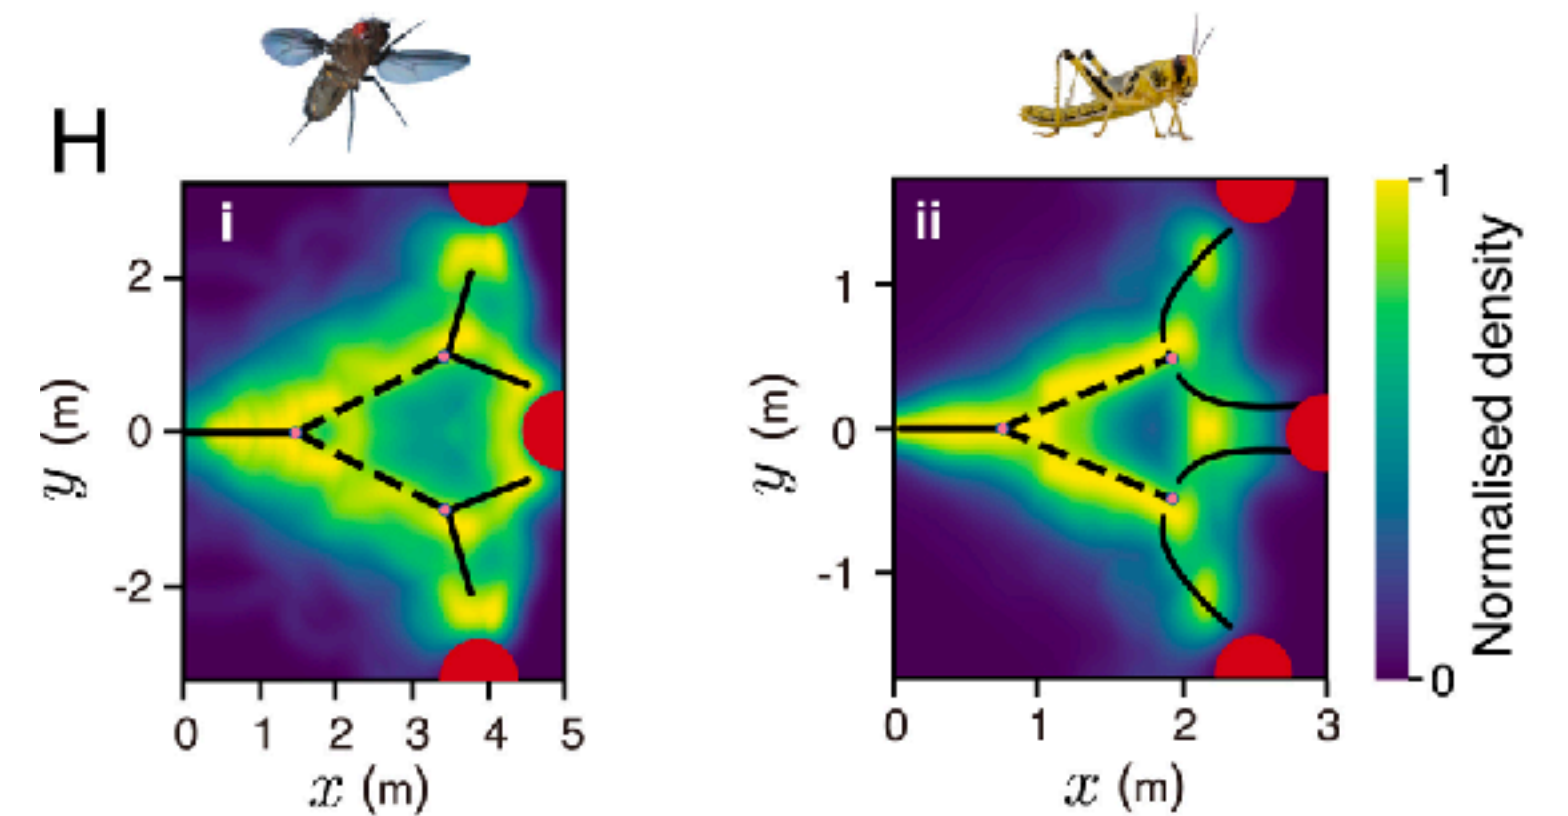 H
i
ii
y (m)
2
0
-2
0 1 2 3 4 5
x (m)
y (m)
1
0
-1
0 1 2 3
x (m)
1
0
Normalised density